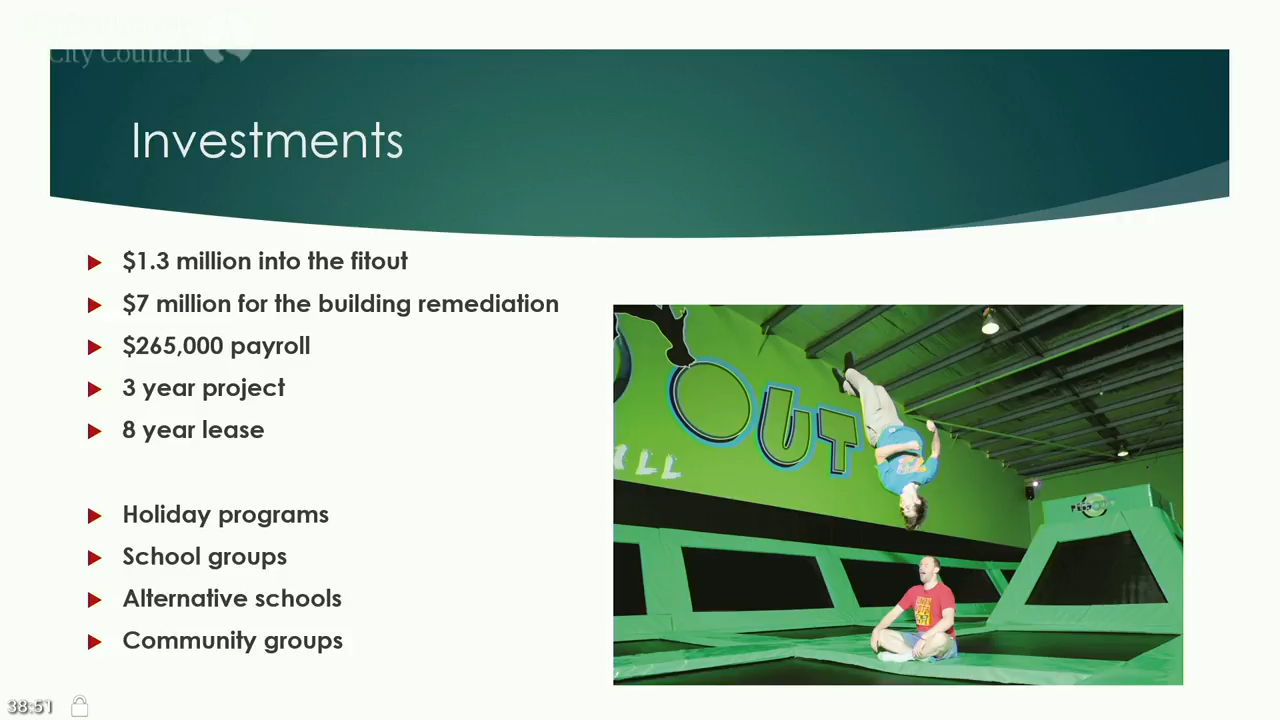 City Council
Investments
$1.3 million into the fitout
$7 million for the building remediation
$265,000 payroll
3 year project
8 year lease
Holiday programs
School groups
Alternative schools
Community groups
OUT
38:51